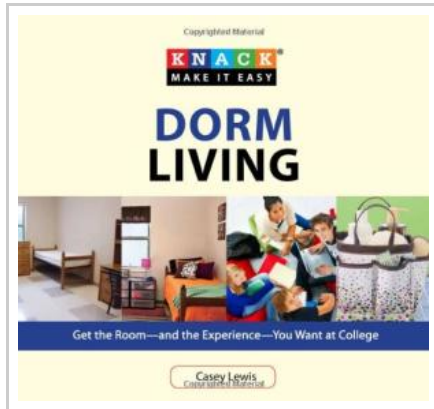 Copyrighted Material
KNACK®
MAKE IT EASY
DORM
LIVING
Get the Room—and the Experience—You Want at College
Casey Lewis
Copyrighted Material